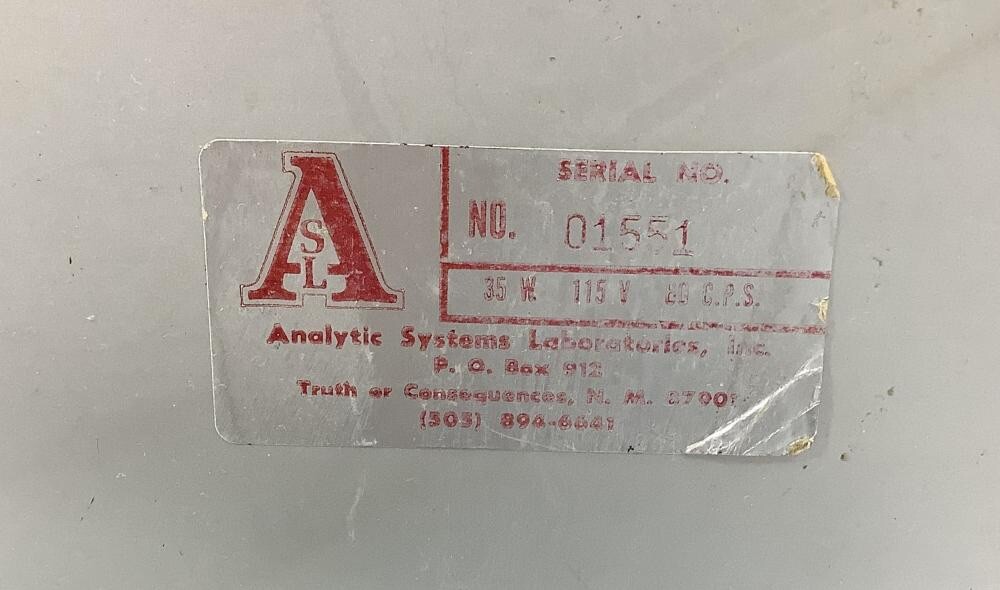 A
S
L
SERIAL NO.
NO. 01551
35 W. 115 V 60 C.P.S.
Analytic Systems Laboratories, Inc.
P. O. Box 912
Truth or Consequences, N. M.
(505) 894-6641